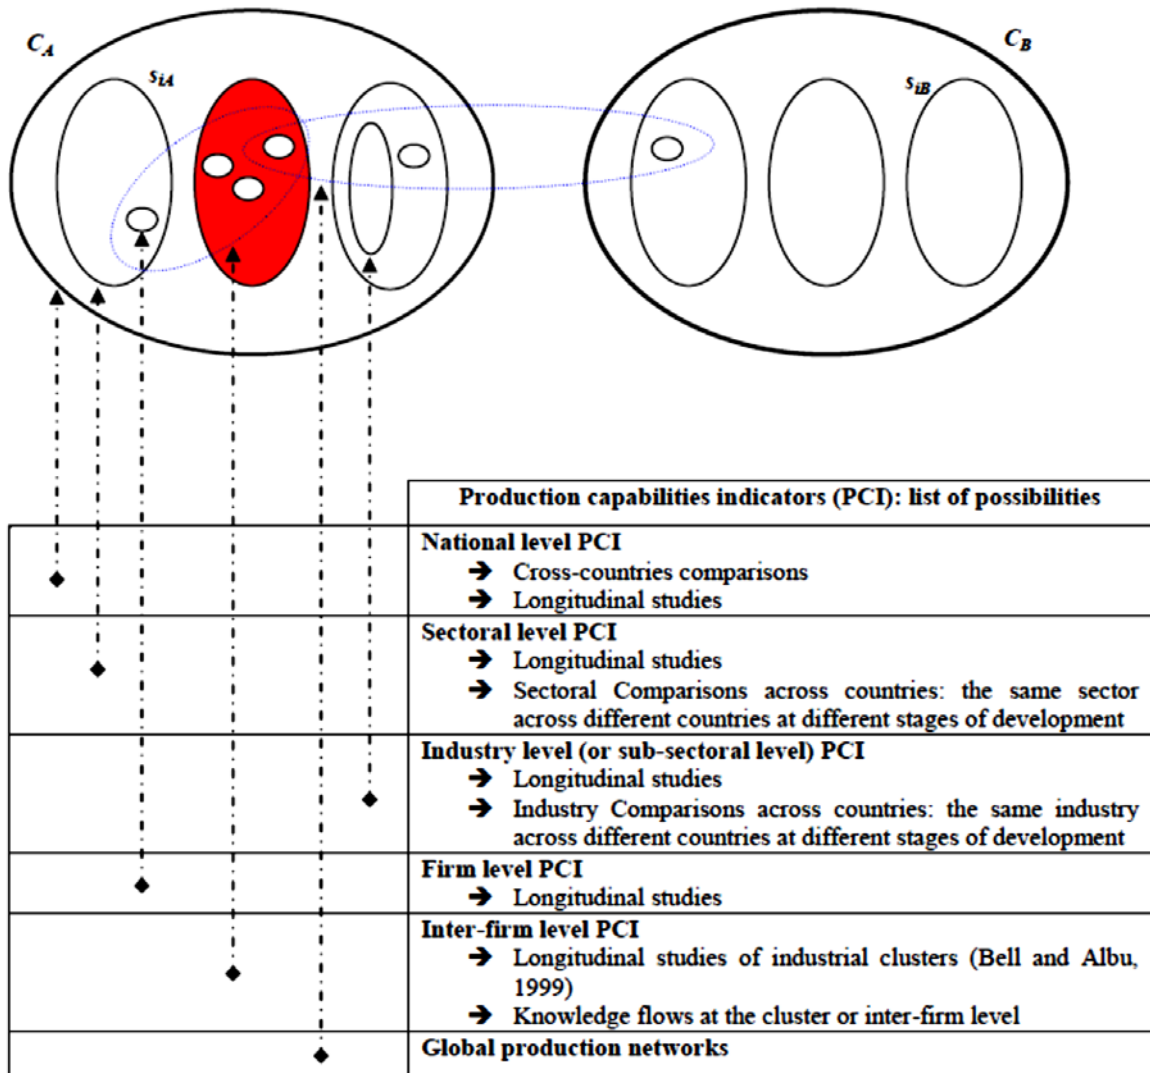 C_A
C_B
s_iA
s_iB
Production capabilities indicators (PCI): list of possibilities
National level PCI
➔ Cross-countries comparisons
➔ Longitudinal studies
Sectoral level PCI
➔ Longitudinal studies
➔ Sectoral Comparisons across countries: the same sector
across different countries at different stages of development
Industry level (or sub-sectoral level) PCI
➔ Longitudinal studies
➔ Industry Comparisons across countries: the same industry
across different countries at different stages of development
Firm level PCI
➔ Longitudinal studies
Inter-firm level PCI
➔ Longitudinal studies of industrial clusters (Bell and Albu,
1999)
➔ Knowledge flows at the cluster or inter-firm level
Global production networks